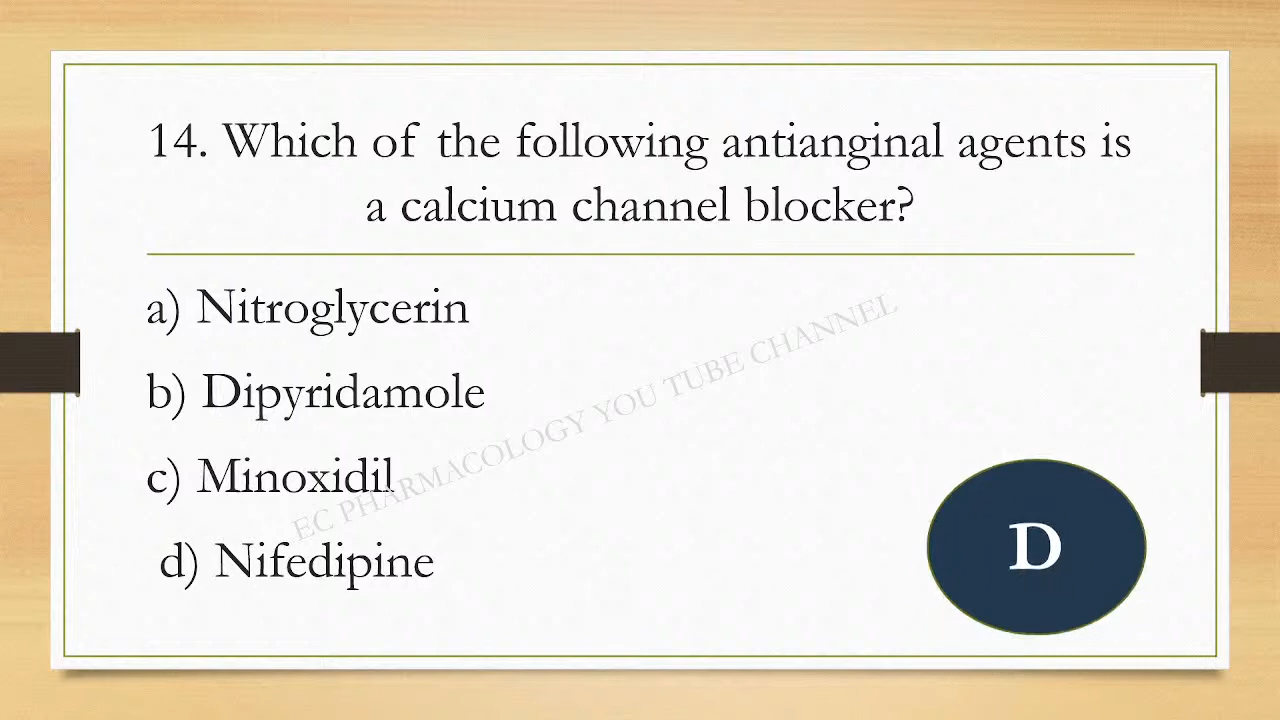 14. Which of the following antianginal agents is
a calcium channel blocker?
a) Nitroglycerin
b) Dipyridamole
c) Minoxidil
d) Nifedipine
EC PHARMACOLOGY YOU TUBE CHANNEL
D